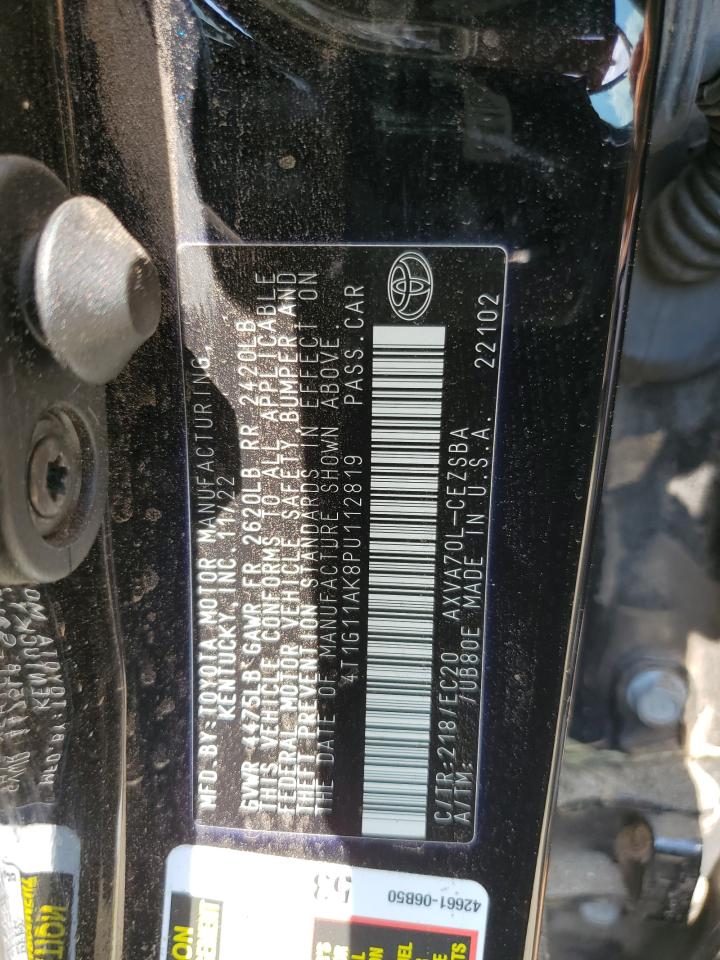 MFD.BY:TOYOTA MOTOR MANUFACTURING,
KENTUCKY, INC. 11/22
GVWR 4475LB GAWR FR 2620LB RR 2420LB
THIS VEHICLE CONFORMS TO ALL APPLICABLE
FEDERAL MOTOR VEHICLE SAFETY, BUMPER, AND
THEFT PREVENTION STANDARDS IN EFFECT ON
THE DATE OF MANUFACTURE SHOWN ABOVE
4T1G11AK8PU112819 PASS.CAR
C/TR:218/EC20 AXVA70L-CEZSBA
A/TM: /UB80E MADE IN U.S.A. 22102
53
42661-06B50